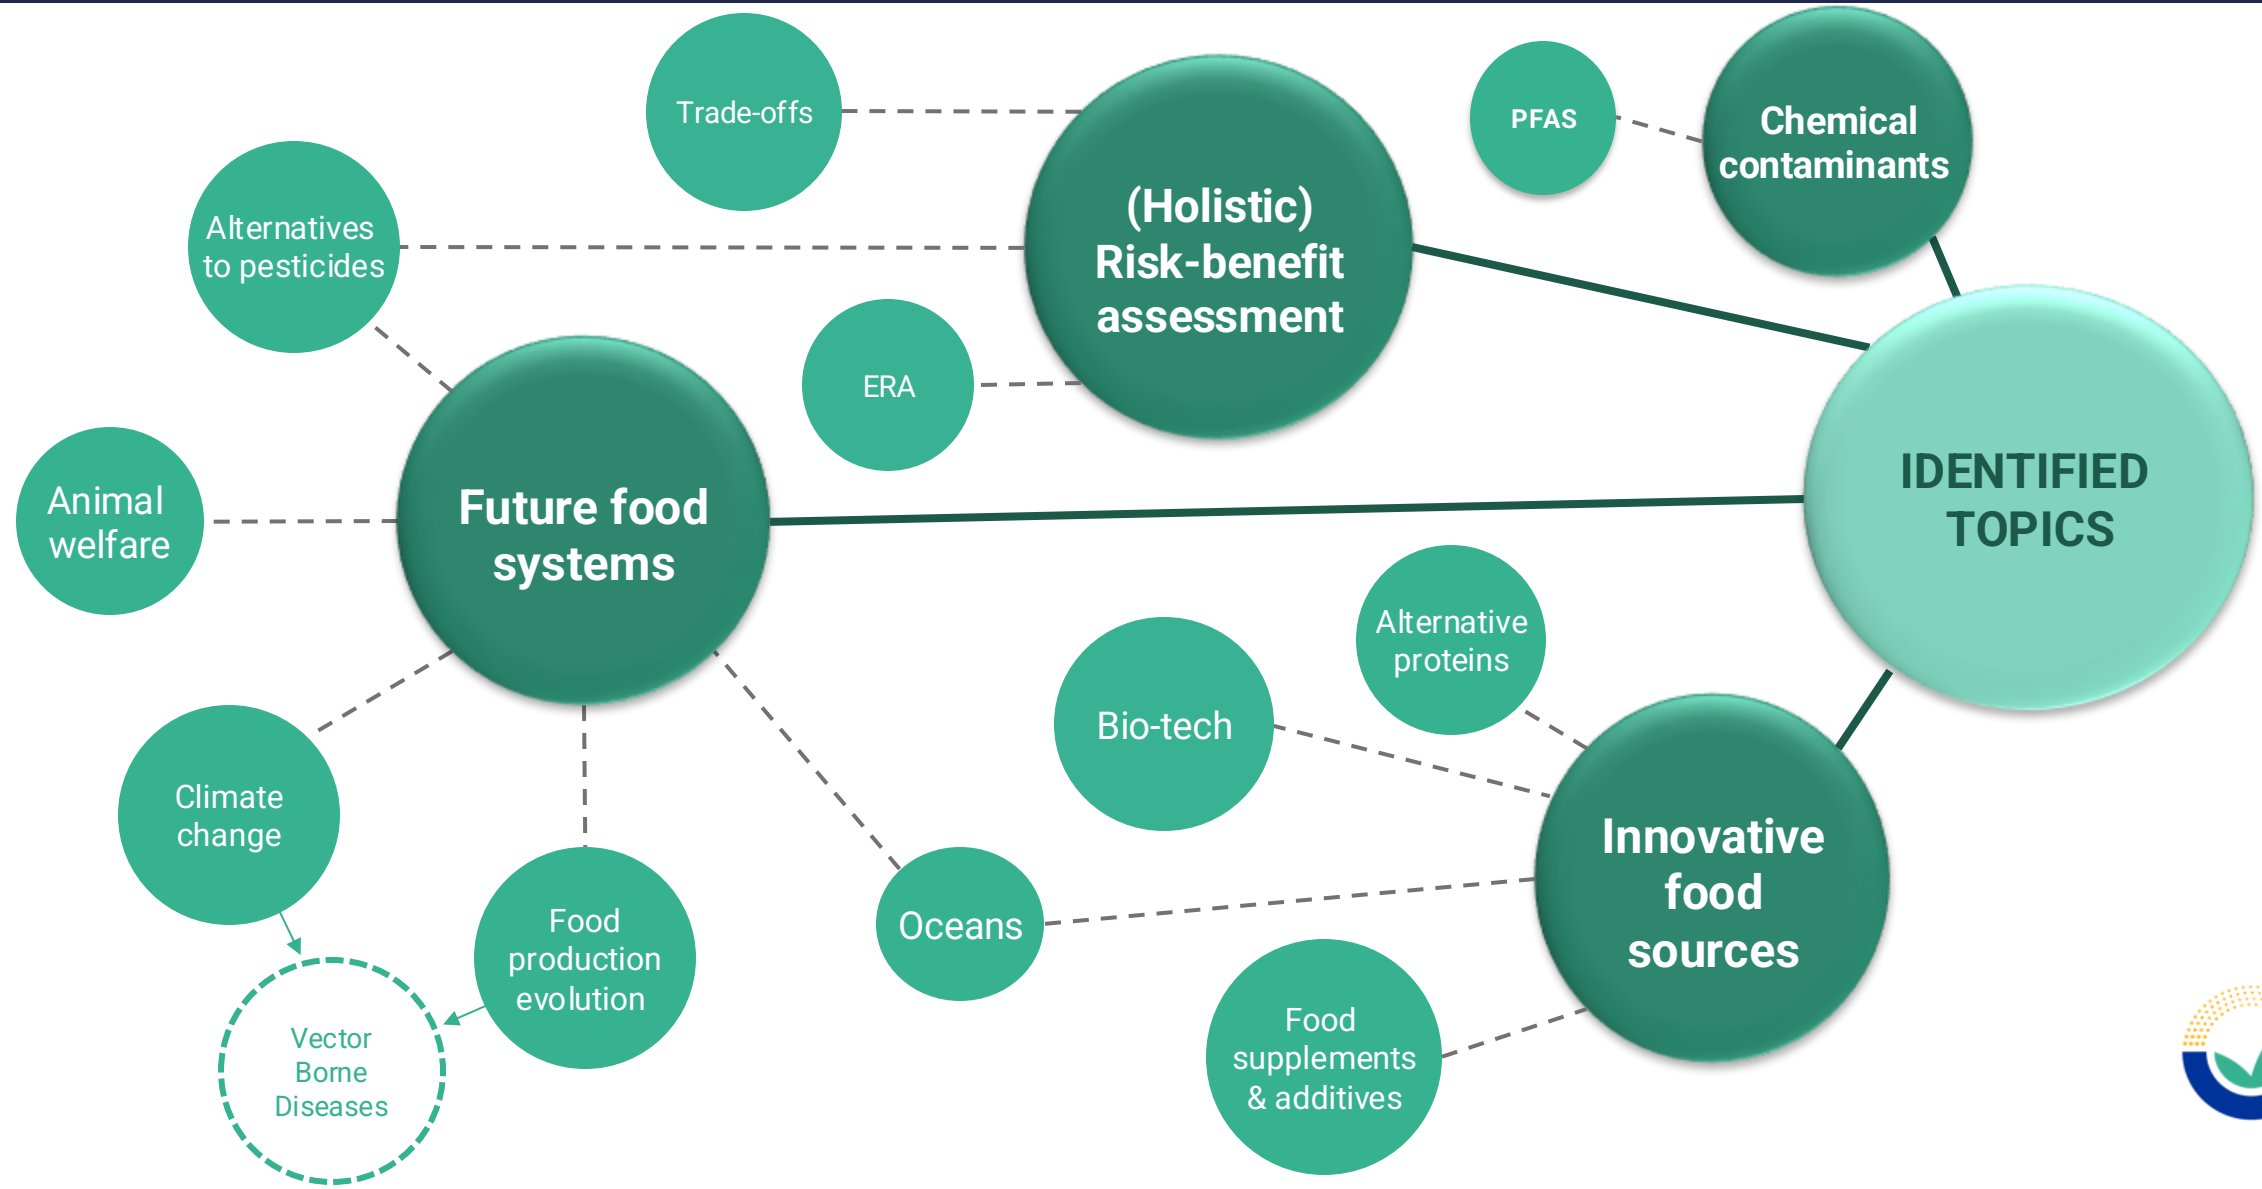 Trade-offs
PFAS
Chemical
contaminants
(Holistic)
Risk-benefit
assessment
Alternatives
to pesticides
ERA
IDENTIFIED
TOPICS
Future food
systems
Animal
welfare
Alternative
proteins
Bio-tech
Climate
change
Innovative
food
sources
Food
production
evolution
Oceans
Food
supplements
& additives
Vector
Borne
Diseases